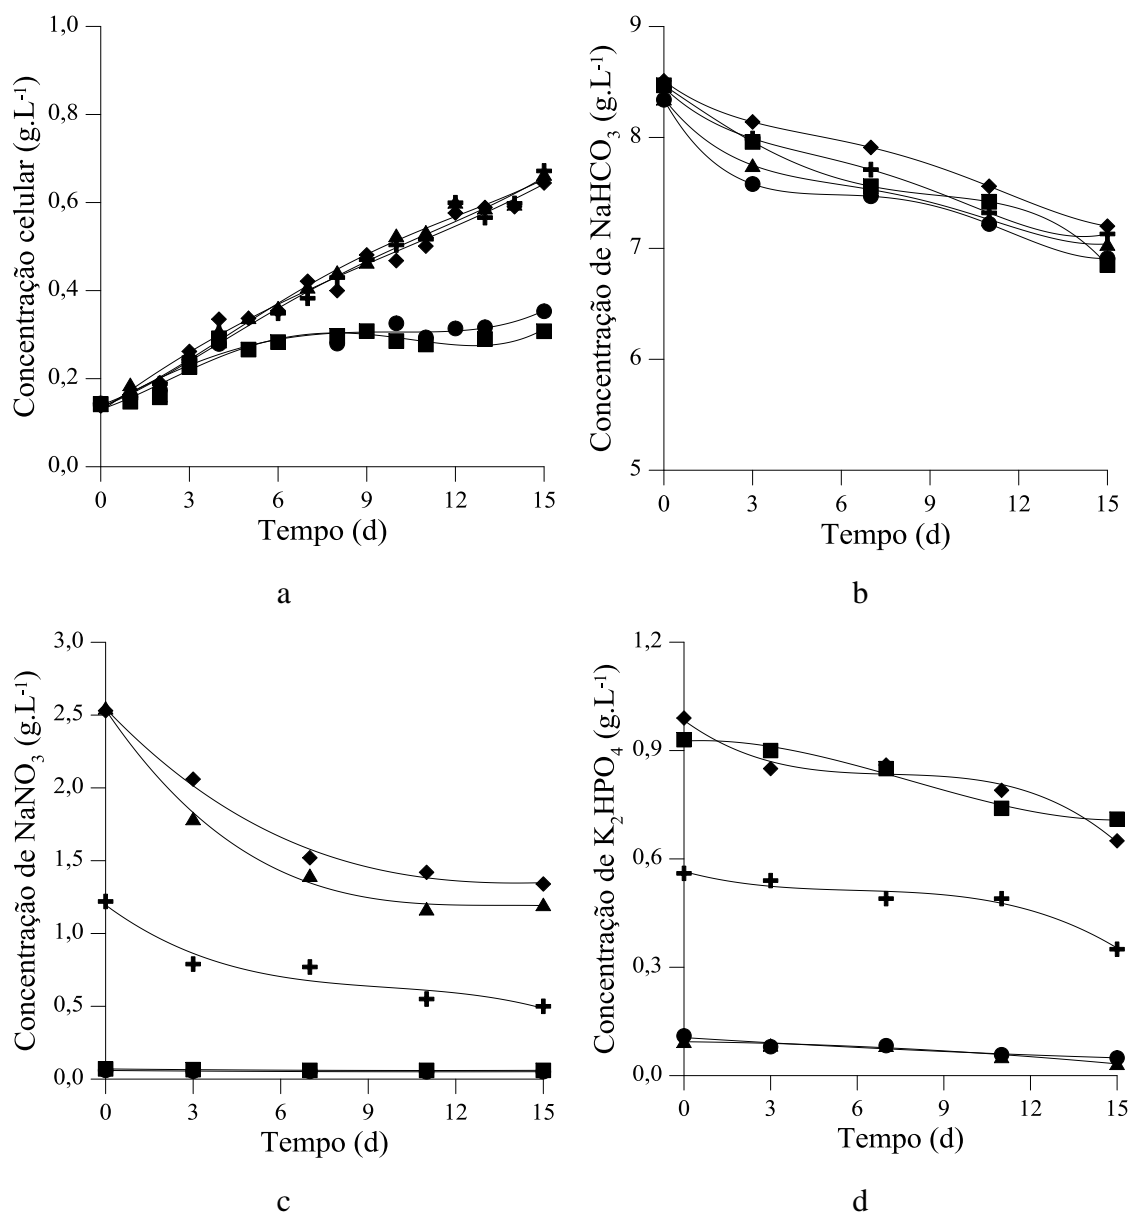 1,0
0,8
0,6
0,4
0,2
0,0
Concentração celular (g.L-1)
0 3 6 9 12 15
Tempo (d)
a
9
8
7
6
5
Concentração de NaHCO3 (g.L-1)
0 3 6 9 12 15
Tempo (d)
b
3,0
2,5
2,0
1,5
1,0
0,5
0,0
Concentração de NaNO3 (g.L-1)
0 3 6 9 12 15
Tempo (d)
c
1,2
0,9
0,6
0,3
0,0
Concentração de K2HPO4 (g.L-1)
0 3 6 9 12 15
Tempo (d)
d